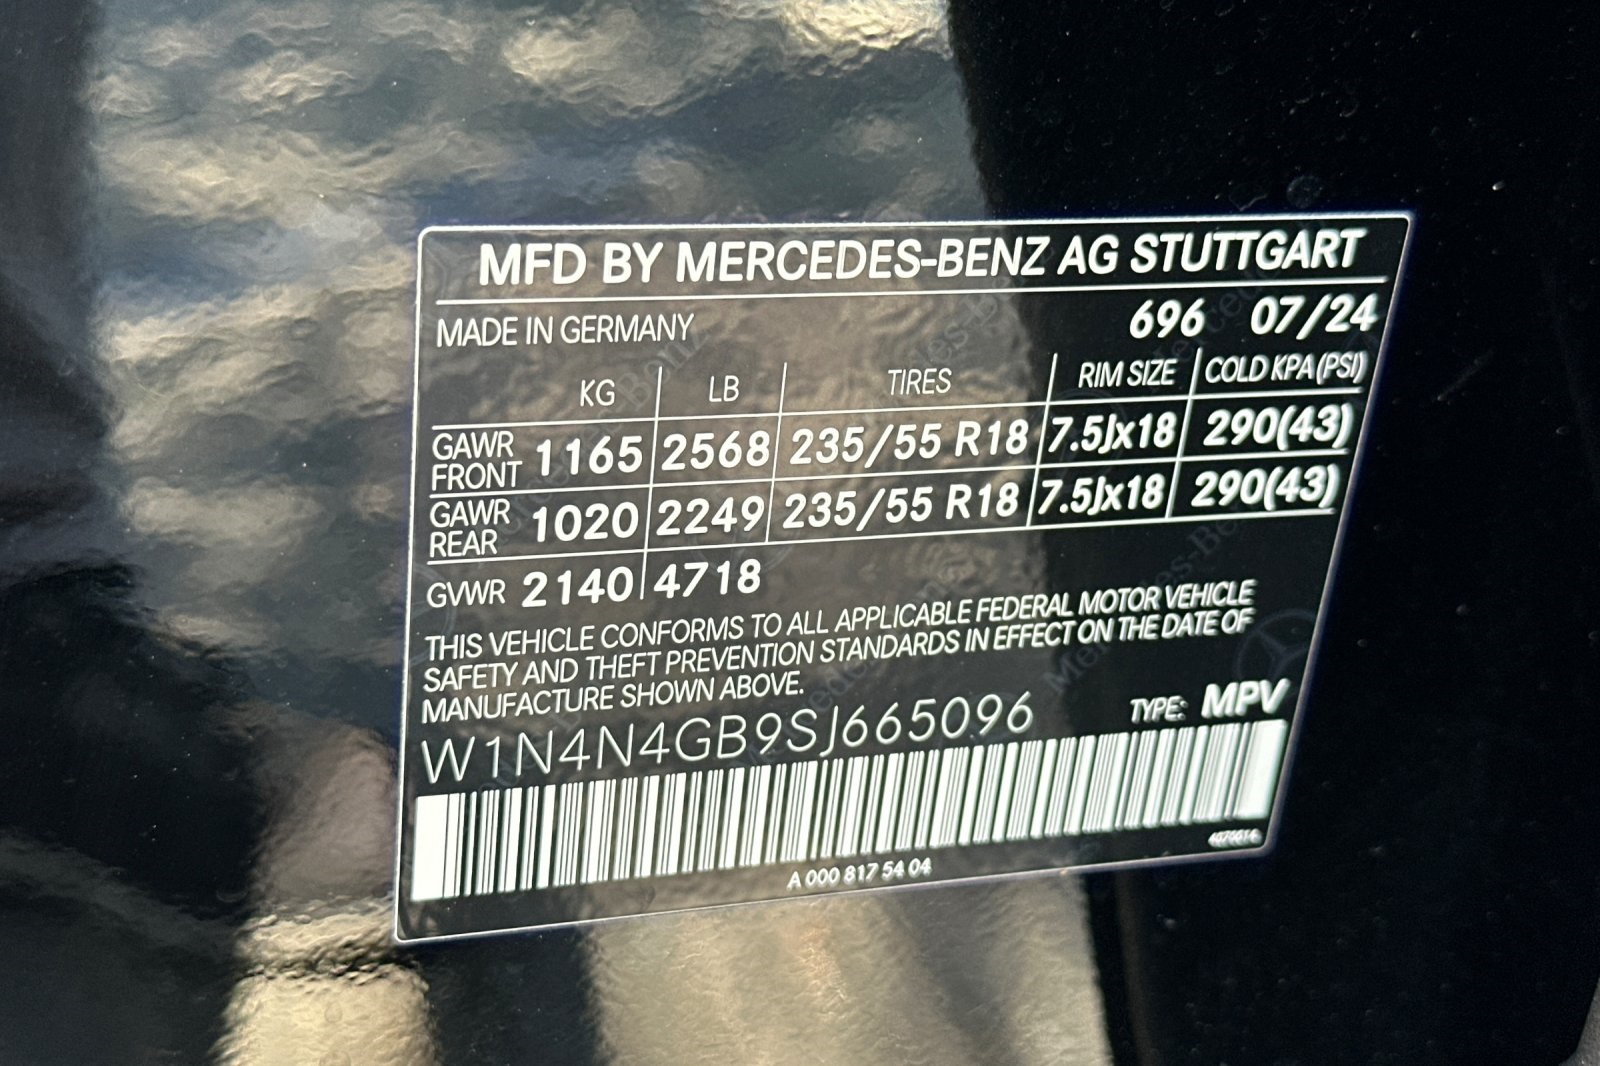 MFD BY MERCEDES-BENZ AG STUTTGART
MADE IN GERMANY 696 07/24
KG LB TIRES RIM SIZE COLD KPA(PSI)
GAWR FRONT 1165 2568 235/55 R18 7.5Jx18 290(43)
GAWR REAR 1020 2249 235/55 R18 7.5Jx18 290(43)
GVWR 2140 4718
THIS VEHICLE CONFORMS TO ALL APPLICABLE FEDERAL MOTOR VEHICLE
SAFETY AND THEFT PREVENTION STANDARDS IN EFFECT ON THE DATE OF
MANUFACTURE SHOWN ABOVE.
W1N4N4GB9SJ665096 TYPE: MPV
A 000 817 54 04